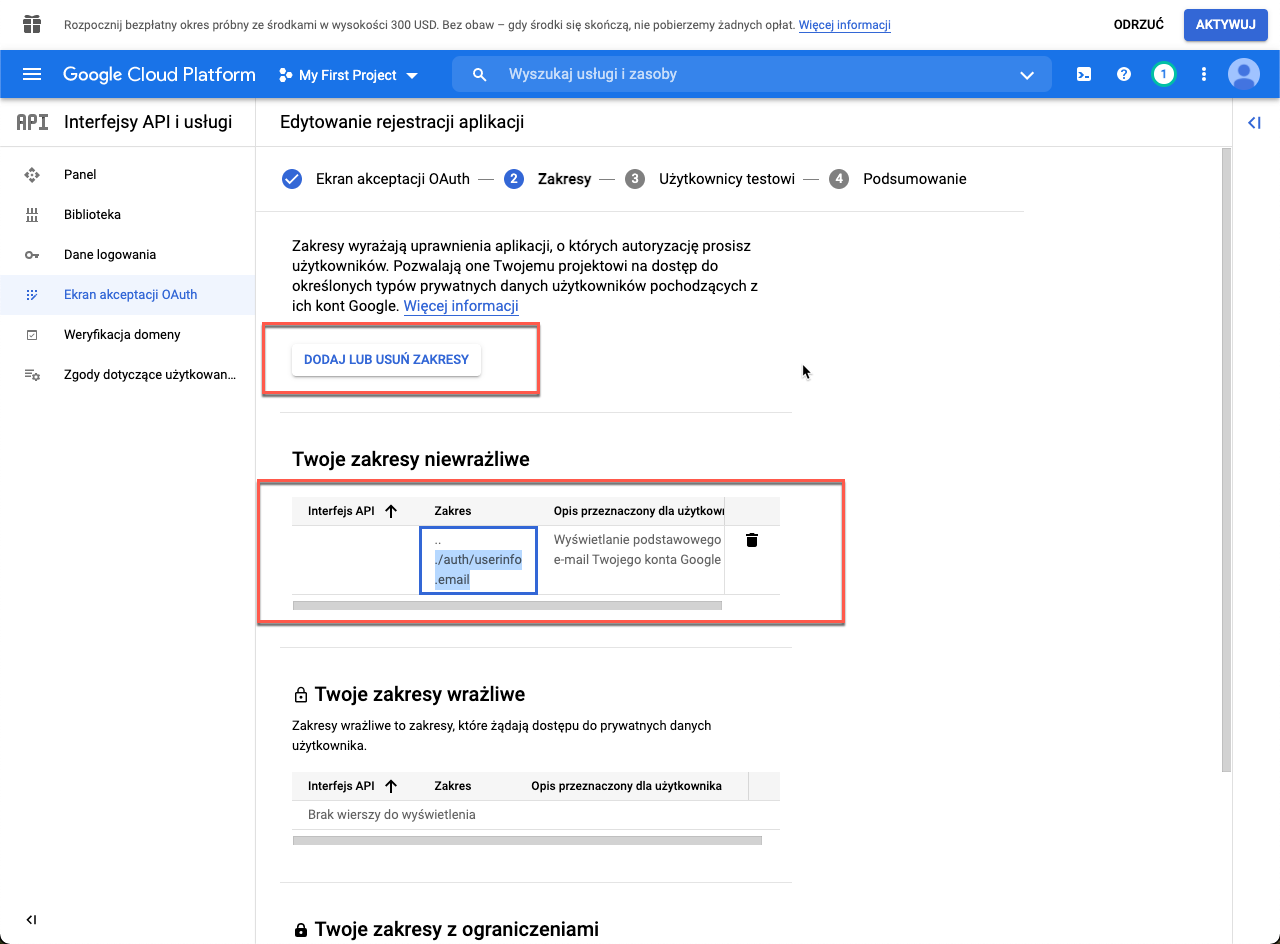 Rozpocznij bezpłatny okres próbny ze środkami w wysokości 300 USD. Bez obaw – gdy środki się skończą, nie pobierzemy żadnych opłat. Więcej informacji
ODRZUĆ
AKTYWUJ
Google Cloud Platform
My First Project
Wyszukaj usługi i zasoby
1
API
Interfejsy API i usługi
Edytowanie rejestracji aplikacji
Panel
Biblioteka
Dane logowania
Ekran akceptacji OAuth
Weryfikacja domeny
Zgody dotyczące użytkowan...
Ekran akceptacji OAuth
2 Zakresy
3 Użytkownicy testowi
4 Podsumowanie
Zakresy wyrażają uprawnienia aplikacji, o których autoryzację prosisz
użytkowników. Pozwalają one Twojemu projektowi na dostęp do
określonych typów prywatnych danych użytkowników pochodzących z
ich kont Google. Więcej informacji
DODAJ LUB USUŃ ZAKRESY
Twoje zakresy niewrażliwe
Interfejs API Zakres Opis przeznaczony dla użytkown
.. Wyświetlanie podstawowego
./auth/userinfo e-mail Twojego konta Google
.email
Twoje zakresy wrażliwe
Zakresy wrażliwe to zakresy, które żądają dostępu do prywatnych danych
użytkownika.
Interfejs API Zakres Opis przeznaczony dla użytkownika
Brak wierszy do wyświetlenia
Twoje zakresy z ograniczeniami